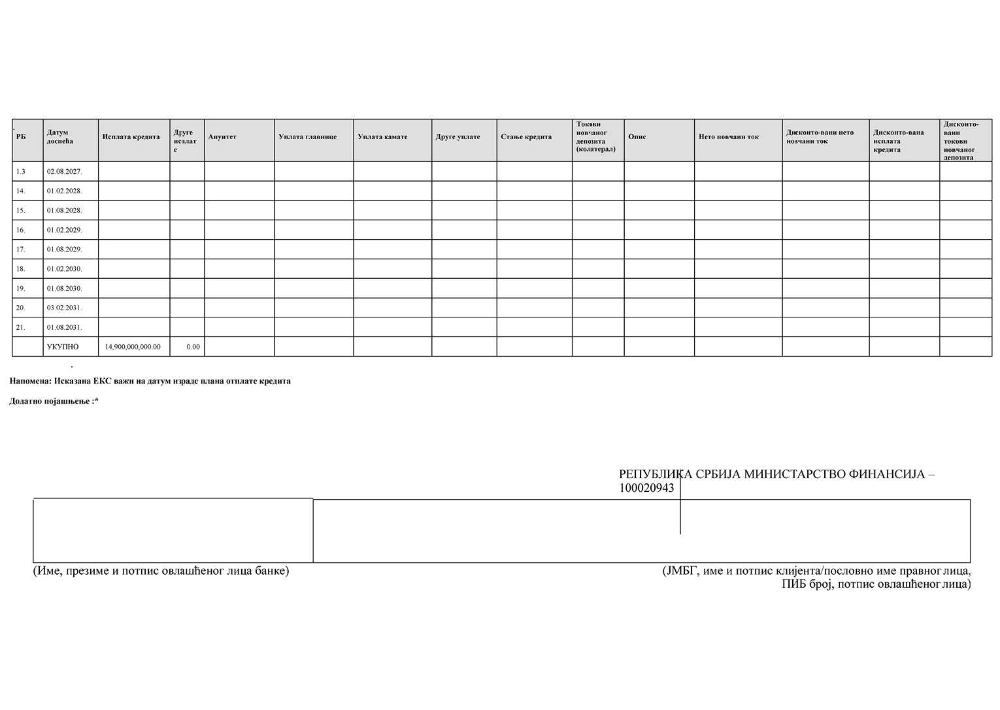 РБ Датум доспећа Исплата кредита Друге исплат е Ануитет Уплата главнице Уплата камате Друге уплате Стање кредита Токови новчаног депозита (колатерал) Опис Нето новчани ток Дисконто-вани нето новчани ток Дисконто-вана исплата кредита Дисконто-вани токови новчаног депозита
1.3 02.08.2027.
14. 01.02.2028.
15. 01.08.2028.
16. 01.02.2029.
17. 01.08.2029.
18. 01.02.2030.
19. 01.08.2030.
20. 03.02.2031.
21. 01.08.2031.
УКУПНО 14,900,000,000.00 0.00
Напомена: Исказана ЕКС важи на датум израде плана отплате кредита
Додатно појашњење :*
РЕПУБЛИКА СРБИЈА МИНИСТАРСТВО ФИНАНСИЈА –
100020943
(Име, презиме и потпис овлашћеног лица банке)
(ЈМБГ, име и потпис клијента/пословно име правног лица,
ПИБ број, потпис овлашћеног лица)